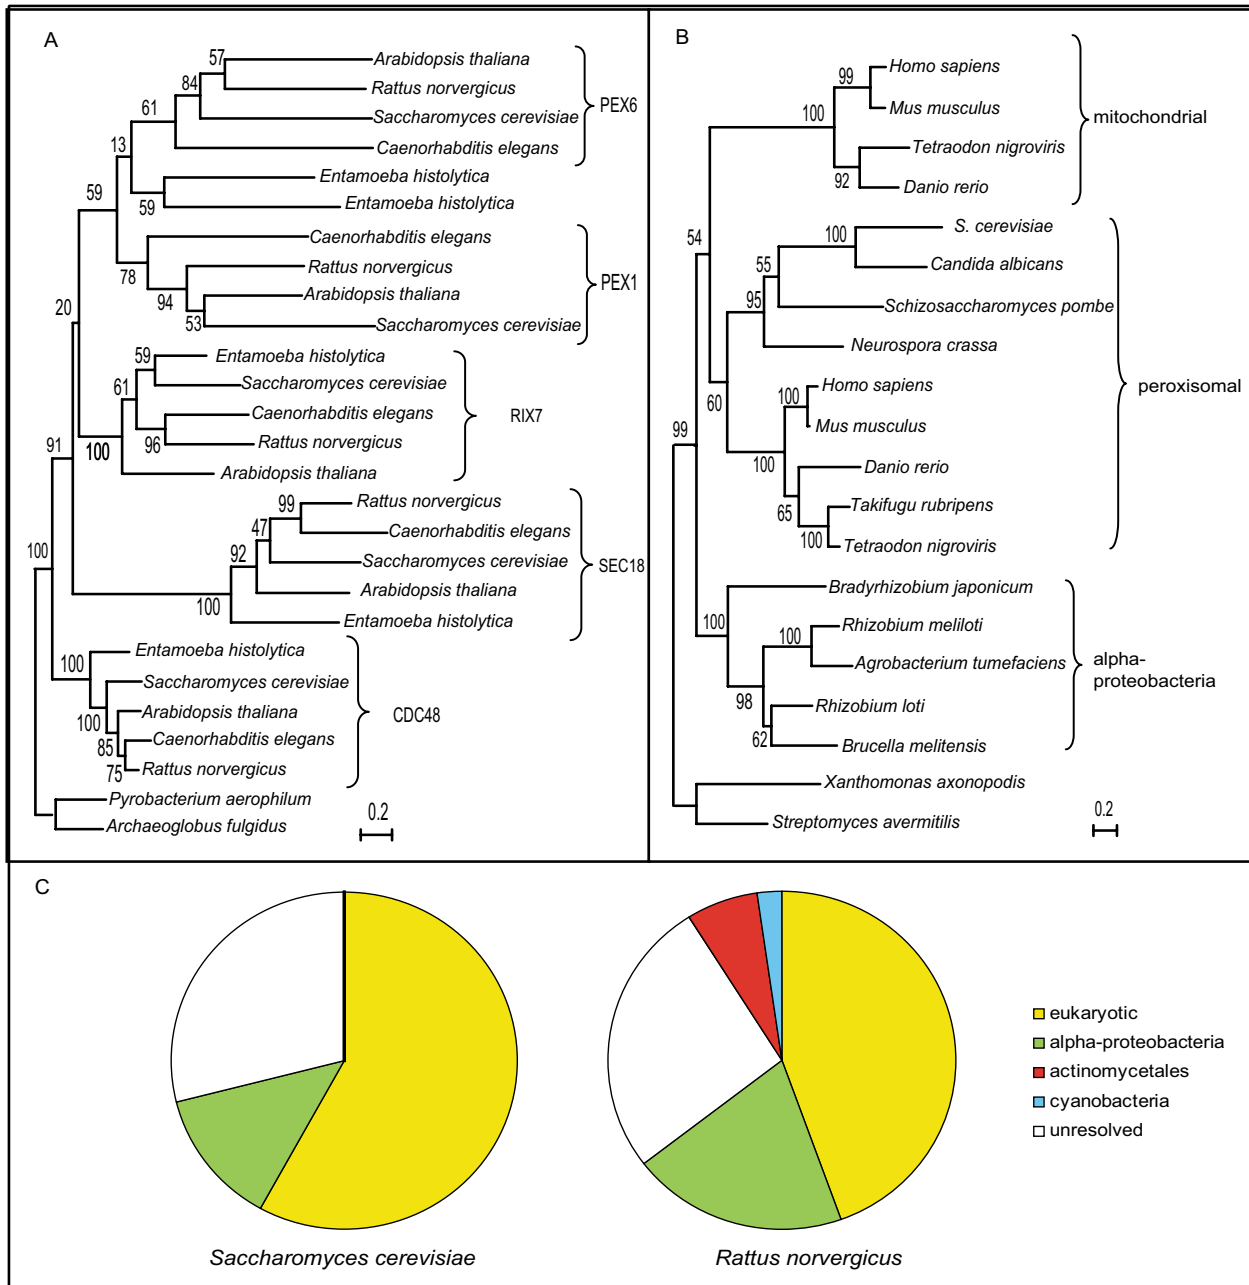 A
57
Arabidopsis thaliana
84
Rattus norvergicus
61
Saccharomyces cerevisiae
PEX6
13
Caenorhabditis elegans
Entamoeba histolytica
59
59
Entamoeba histolytica
Caenorhabditis elegans
78
Rattus norvergicus
94
Arabidopsis thaliana
PEX1
53
Saccharomyces cerevisiae
20
59
Entamoeba histolytica
61
Saccharomyces cerevisiae
Caenorhabditis elegans
RIX7
96
Rattus norvergicus
100
91
Arabidopsis thaliana
99
Rattus norvergicus
47
Caenorhabditis elegans
92
Saccharomyces cerevisiae
SEC18
100
Arabidopsis thaliana
100
Entamoeba histolytica
Entamoeba histolytica
100
Saccharomyces cerevisiae
100
Arabidopsis thaliana
CDC48
85
Caenorhabditis elegans
75
Rattus norvergicus
Pyrobacterium aerophilum
Archaeoglobus fulgidus
0.2
B
99
Homo sapiens
100
Mus musculus
mitochondrial
Tetraodon nigroviris
92
Danio rerio
54
100
S. cerevisiae
55
Candida albicans
95
Schizosaccharomyces pombe
Neurospora crassa
60
Homo sapiens
peroxisomal
100
Mus musculus
100
Danio rerio
65
Takifugu rubripens
100
Tetraodon nigroviris
99
Bradyrhizobium japonicum
100
Rhizobium meliloti
100
Agrobacterium tumefaciens
alpha-
proteobacteria
98
Rhizobium loti
62
Brucella melitensis
Xanthomonas axonopodis
Streptomyces avermitilis
0.2
C
eukaryotic
alpha-proteobacteria
actinomycetales
cyanobacteria
unresolved
Saccharomyces cerevisiae
Rattus norvergicus